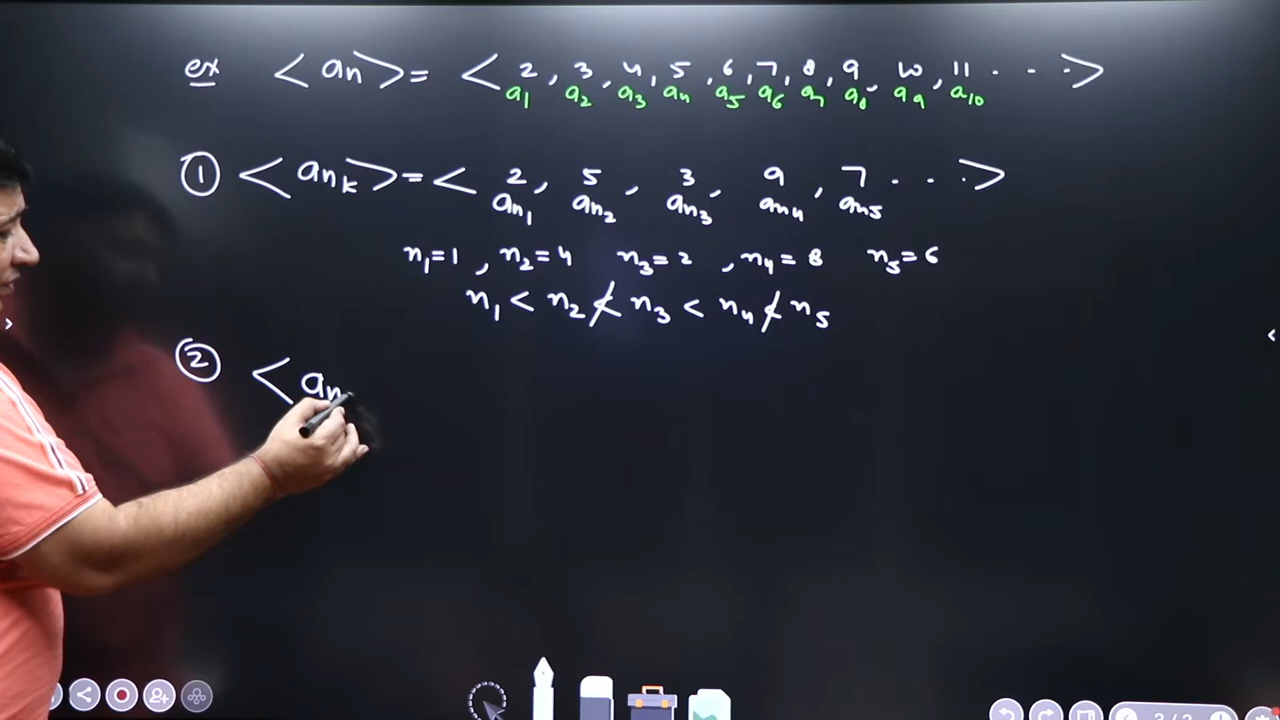 ex <an> = < 2, 3, 4, 5, 6, 7, 8, 9, 10, 11 . . . >
a1 a2 a3 a4 a5 a6 a7 a8 a9 a10
① <ank> = < 2, 5, 3, 9, 7 . . . >
an1 an2 an3 an4 an5
n1=1, n2=4 n3=2, n4=8 n5=6
n1 < n2 ≮ n3 < n4 ≮ n5
② < an